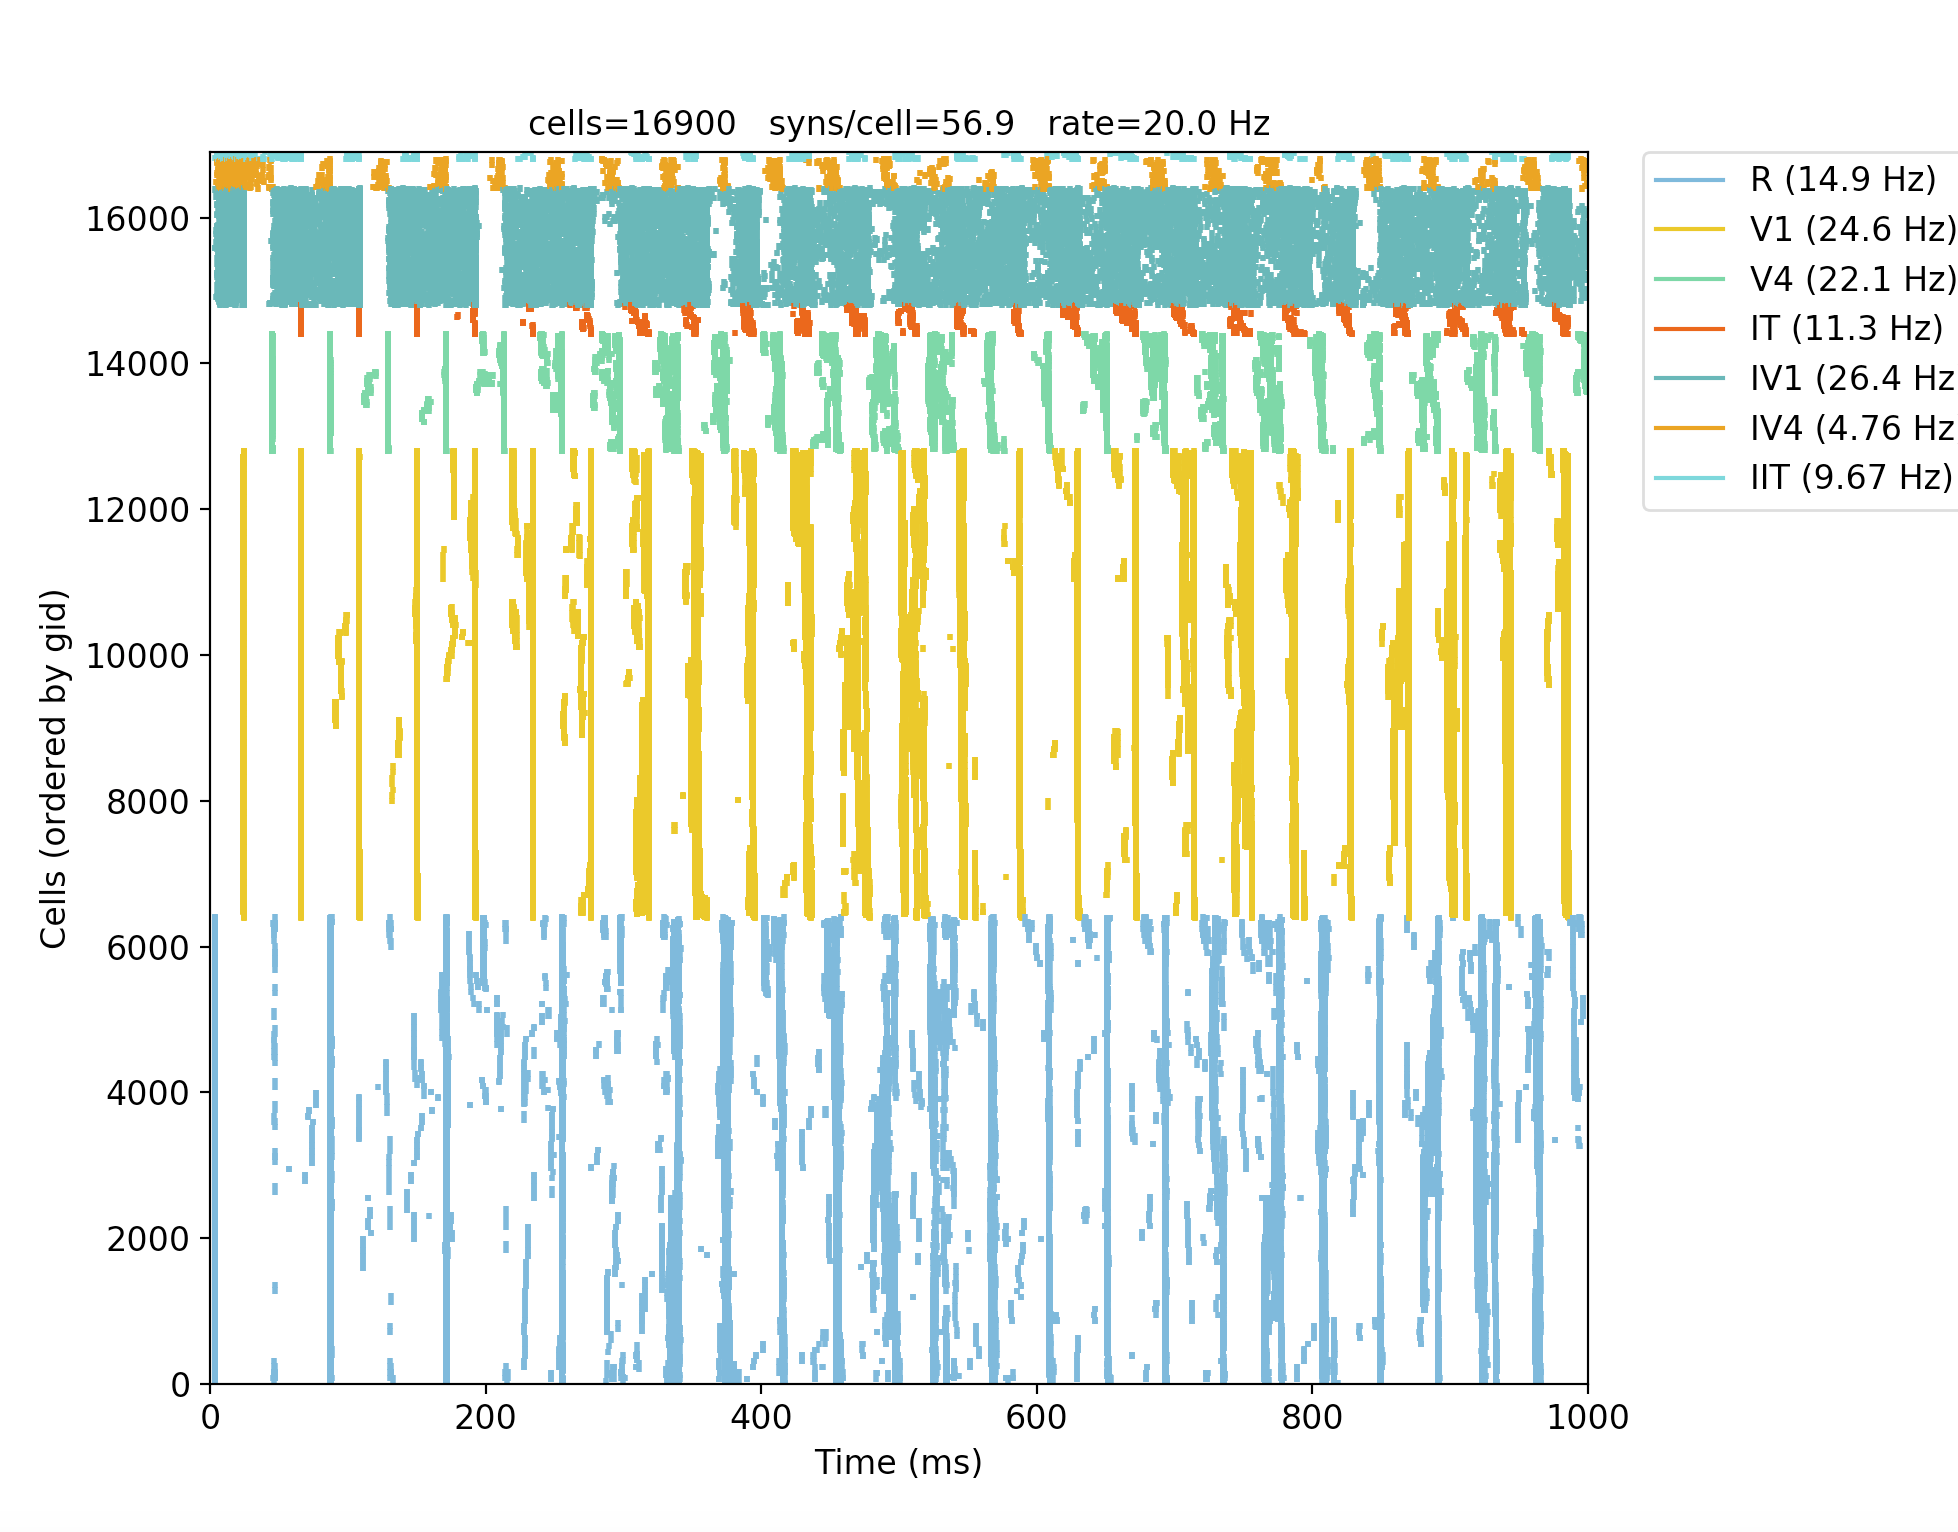 cells=16900 syns/cell=56.9 rate=20.0 Hz
R (14.9 Hz)
V1 (24.6 Hz)
V4 (22.1 Hz)
IT (11.3 Hz)
IV1 (26.4 Hz
IV4 (4.76 Hz
IIT (9.67 Hz)
Cells (ordered by gid)
16000
14000
12000
10000
8000
6000
4000
2000
0
0 200 400 600 800 1000
Time (ms)